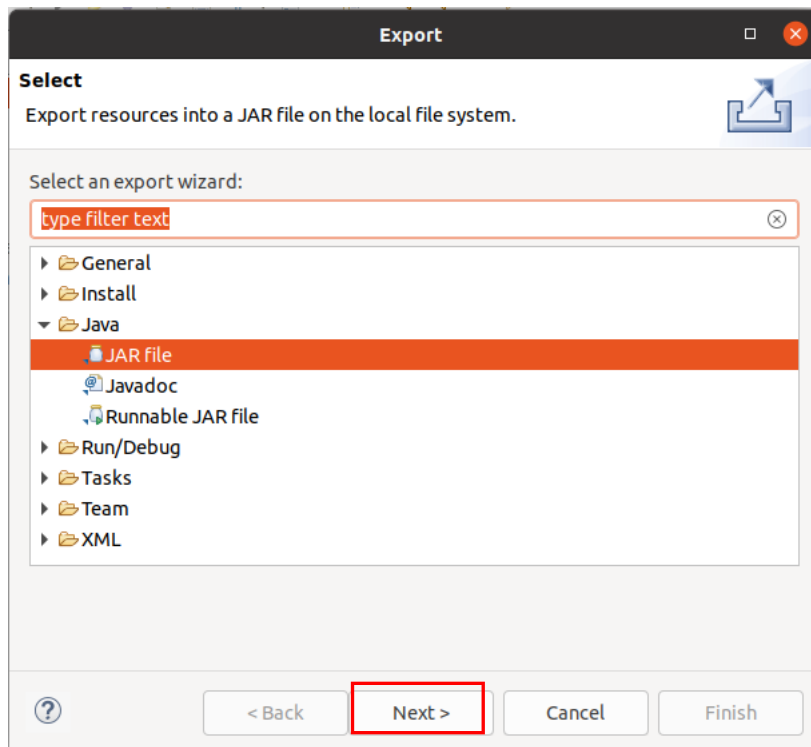 Export
Select
Export resources into a JAR file on the local file system.
Select an export wizard:
type filter text
General
Install
Java
JAR file
Javadoc
Runnable JAR file
Run/Debug
Tasks
Team
XML
< Back Next > Cancel Finish